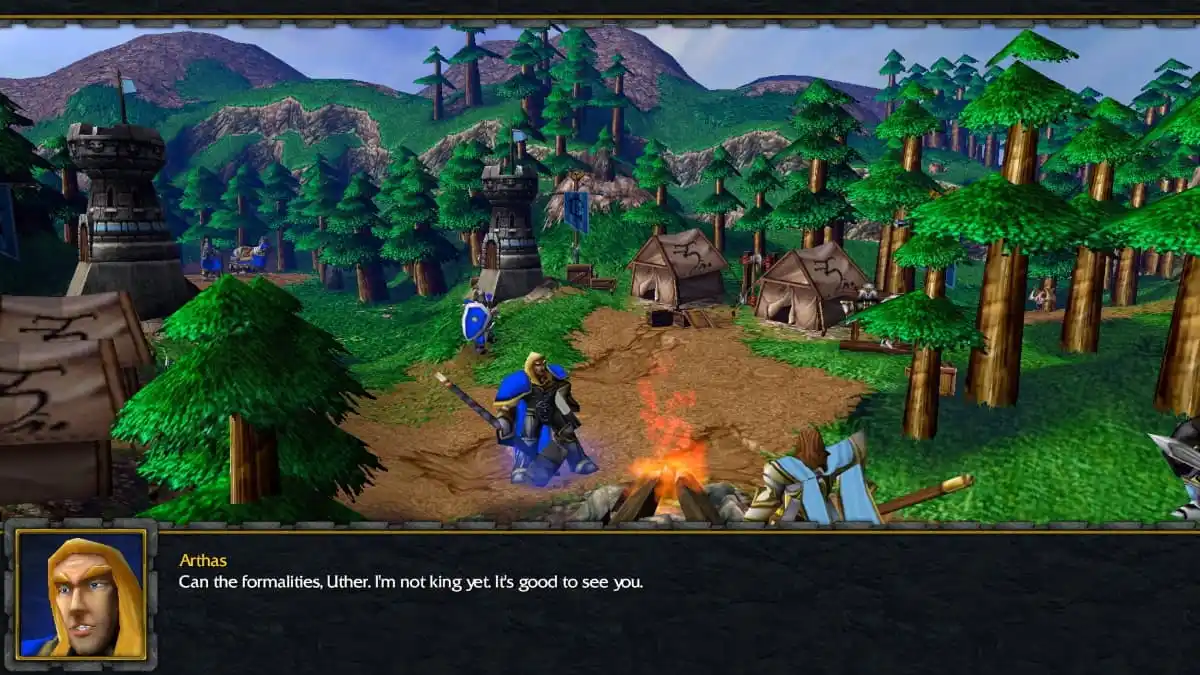 Arthas
Can the formalities, Uther. I'm not king yet. It's good to see you.